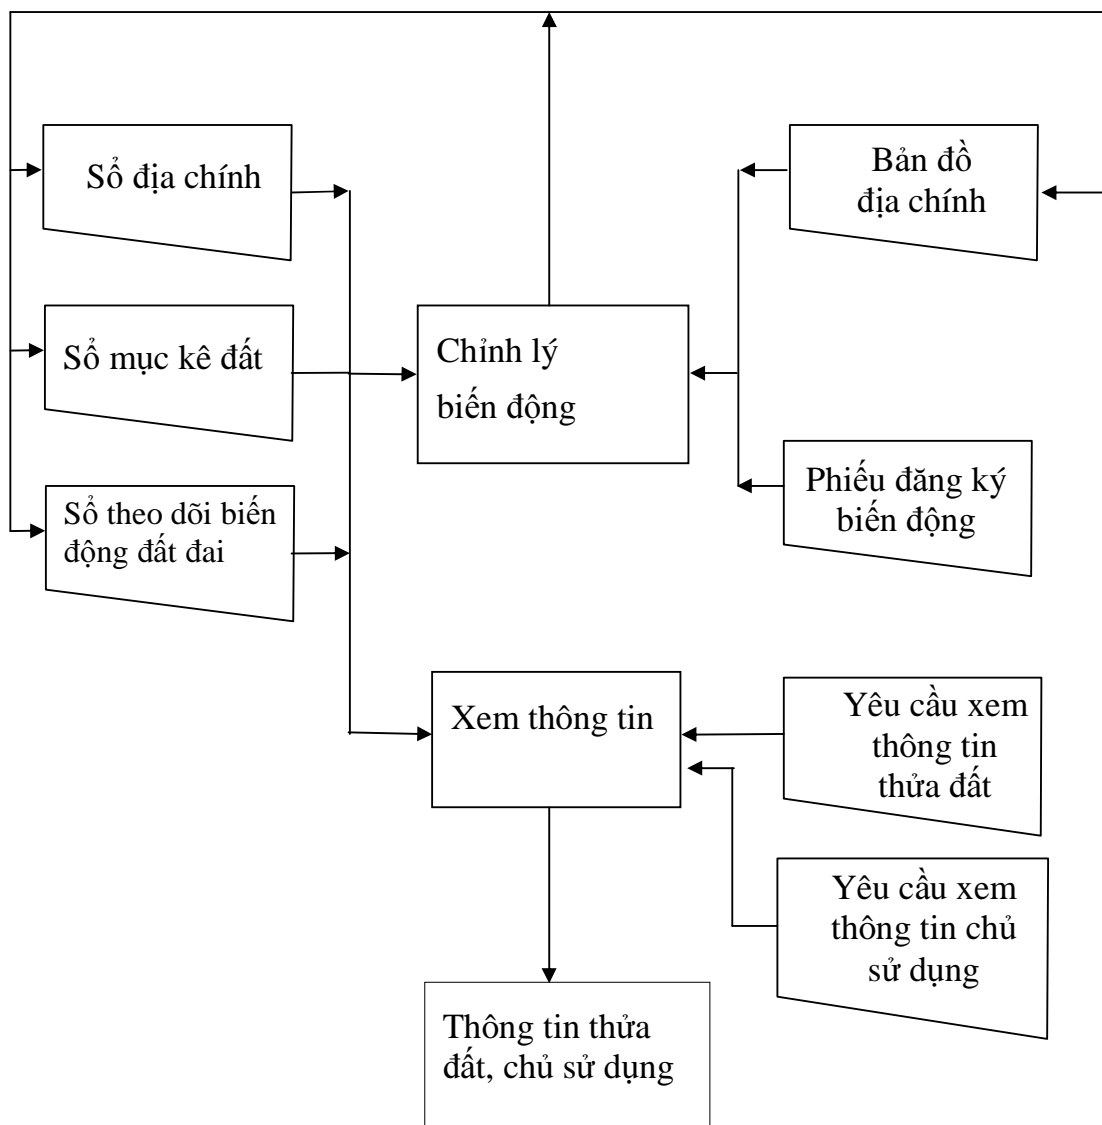 Sổ địa chính
Bản đồ
địa chính
Sổ mục kê đất
Chỉnh lý
biến động
Sổ theo dõi biến
động đất đai
Phiếu đăng ký
biến động
Xem thông tin
Yêu cầu xem
thông tin
thửa đất
Yêu cầu xem
thông tin chủ
sử dụng
Thông tin thửa
đất, chủ sử dụng